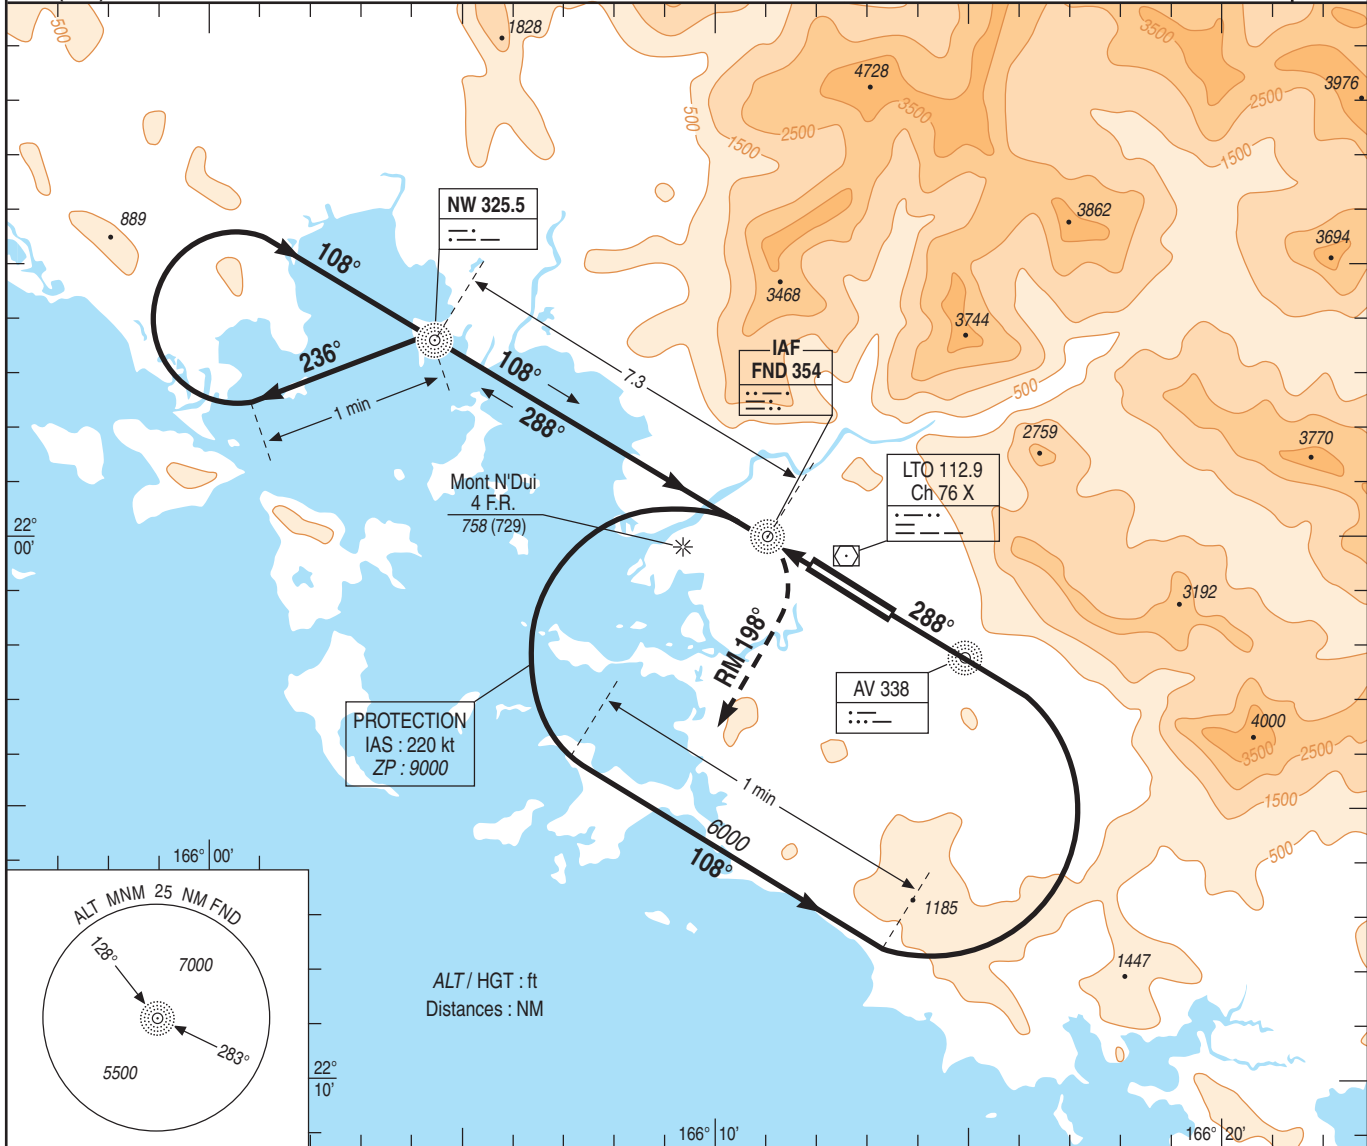 500
1828
4728
3500
3500
3976
2500
2500
500
1500
1500
889
NW 325.5
3862
3694
108°
3468
3744
236°
108°
7.3
IAF
FND 354
500
1 min
288°
2759
3770
Mont N'Dui
4 F.R.
758 (729)
LTO 112.9
Ch 76 X
22°
00'
3192
288°
RM 198°
AV 338
PROTECTION
IAS : 220 kt
ZP : 9000
4000
3500
2500
1 min
1500
6000
108°
500
166° 00'
1185
ALT MNM 25 NM FND
128°
7000
1447
ALT / HGT : ft
Distances : NM
283°
5500
22°
10'
166° 10'
166° 20'